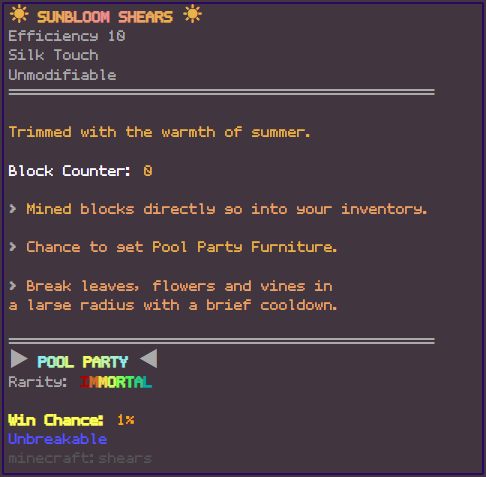 ☀ SUNBLOOM SHEARS ☀
Efficiency 10
Silk Touch
Unmodifiable
Trimmed with the warmth of summer.
Block Counter: 0
> Mined blocks directly go into your inventory.
> Chance to get Pool Party Furniture.
> Break leaves, flowers and vines in
a large radius with a brief cooldown.
▶ POOL PARTY ◀
Rarity: IMMORTAL
Win Chance: 1%
Unbreakable
minecraft:shears